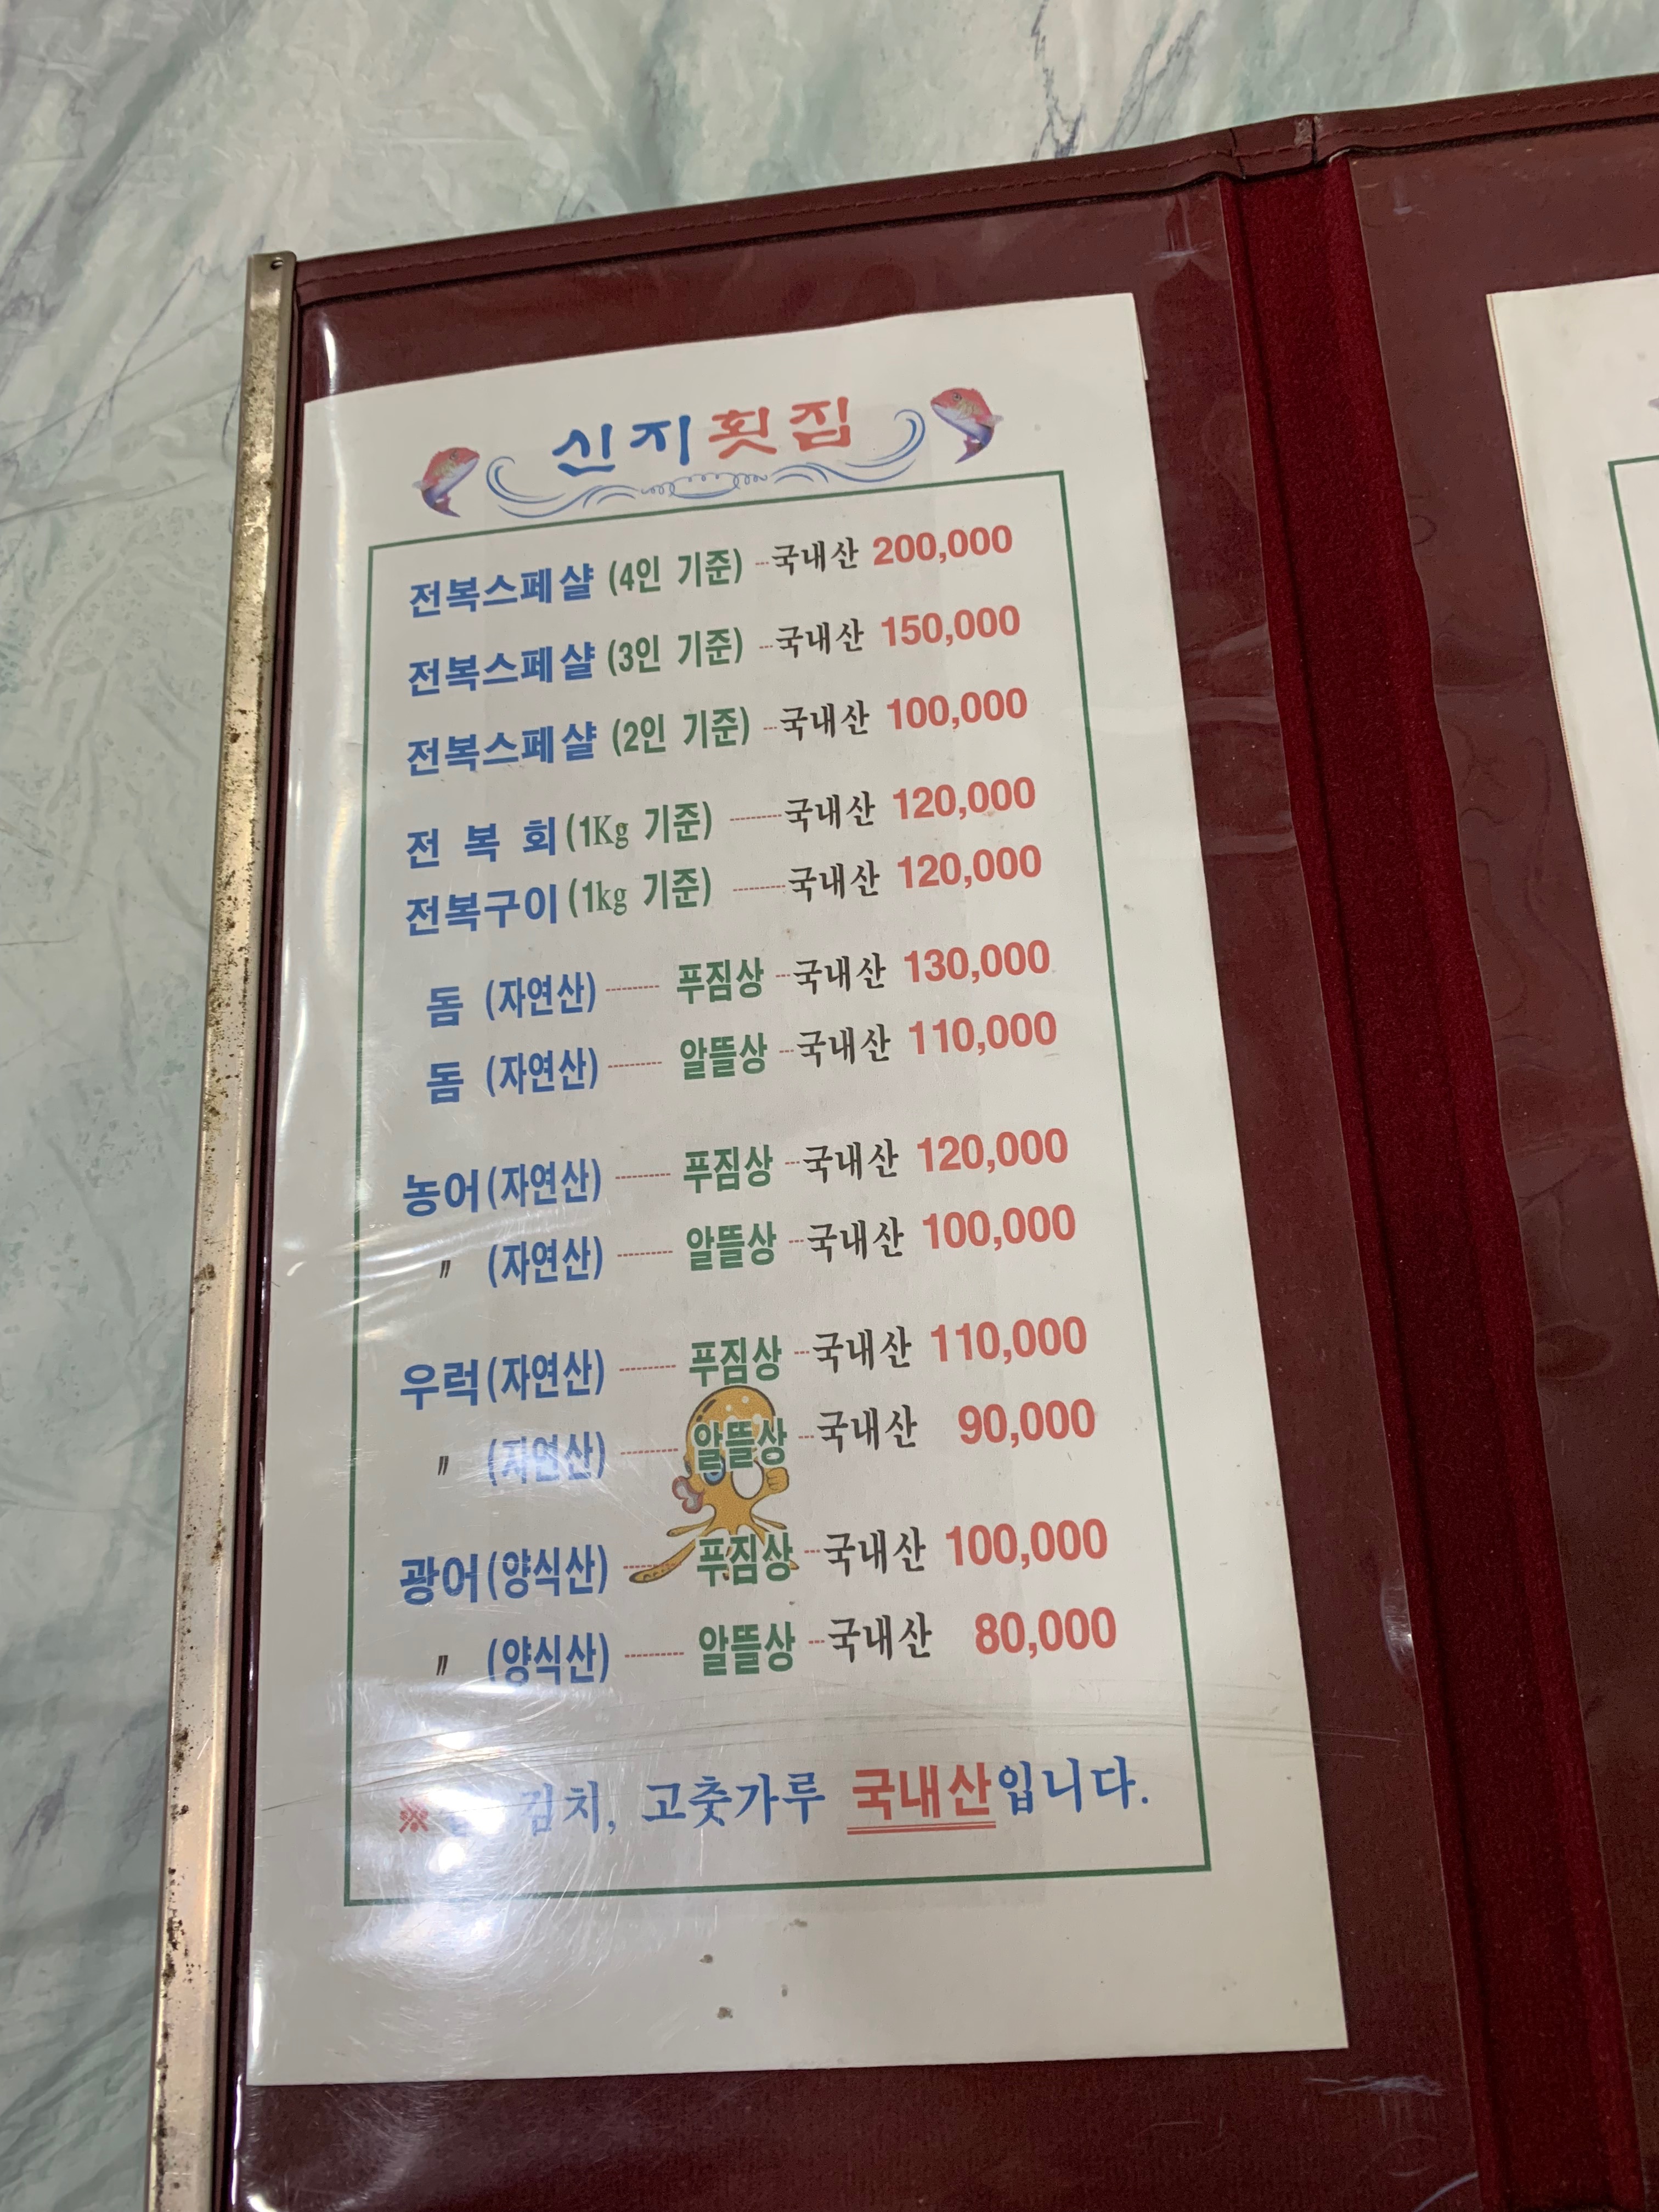 신지횟집
전복스페샬 (4인 기준) 국내산 200,000
전복스페샬 (3인 기준) 국내산 150,000
전복스페샬 (2인 기준) 국내산 100,000
전 복 회 (1Kg 기준) 국내산 120,000
전복구이 (1kg 기준) 국내산 120,000
돔 (자연산) 푸짐상 국내산 130,000
돔 (자연산) 알뜰상 국내산 110,000
농어 (자연산) 푸짐상 국내산 120,000
〃 (자연산) 알뜰상 국내산 100,000
우럭 (자연산) 푸짐상 국내산 110,000
〃 (자연산) 알뜰상 국내산 90,000
광어 (양식산) 푸짐상 국내산 100,000
〃 (양식산) 알뜰상 국내산 80,000
※ 김치, 고춧가루 국내산입니다.